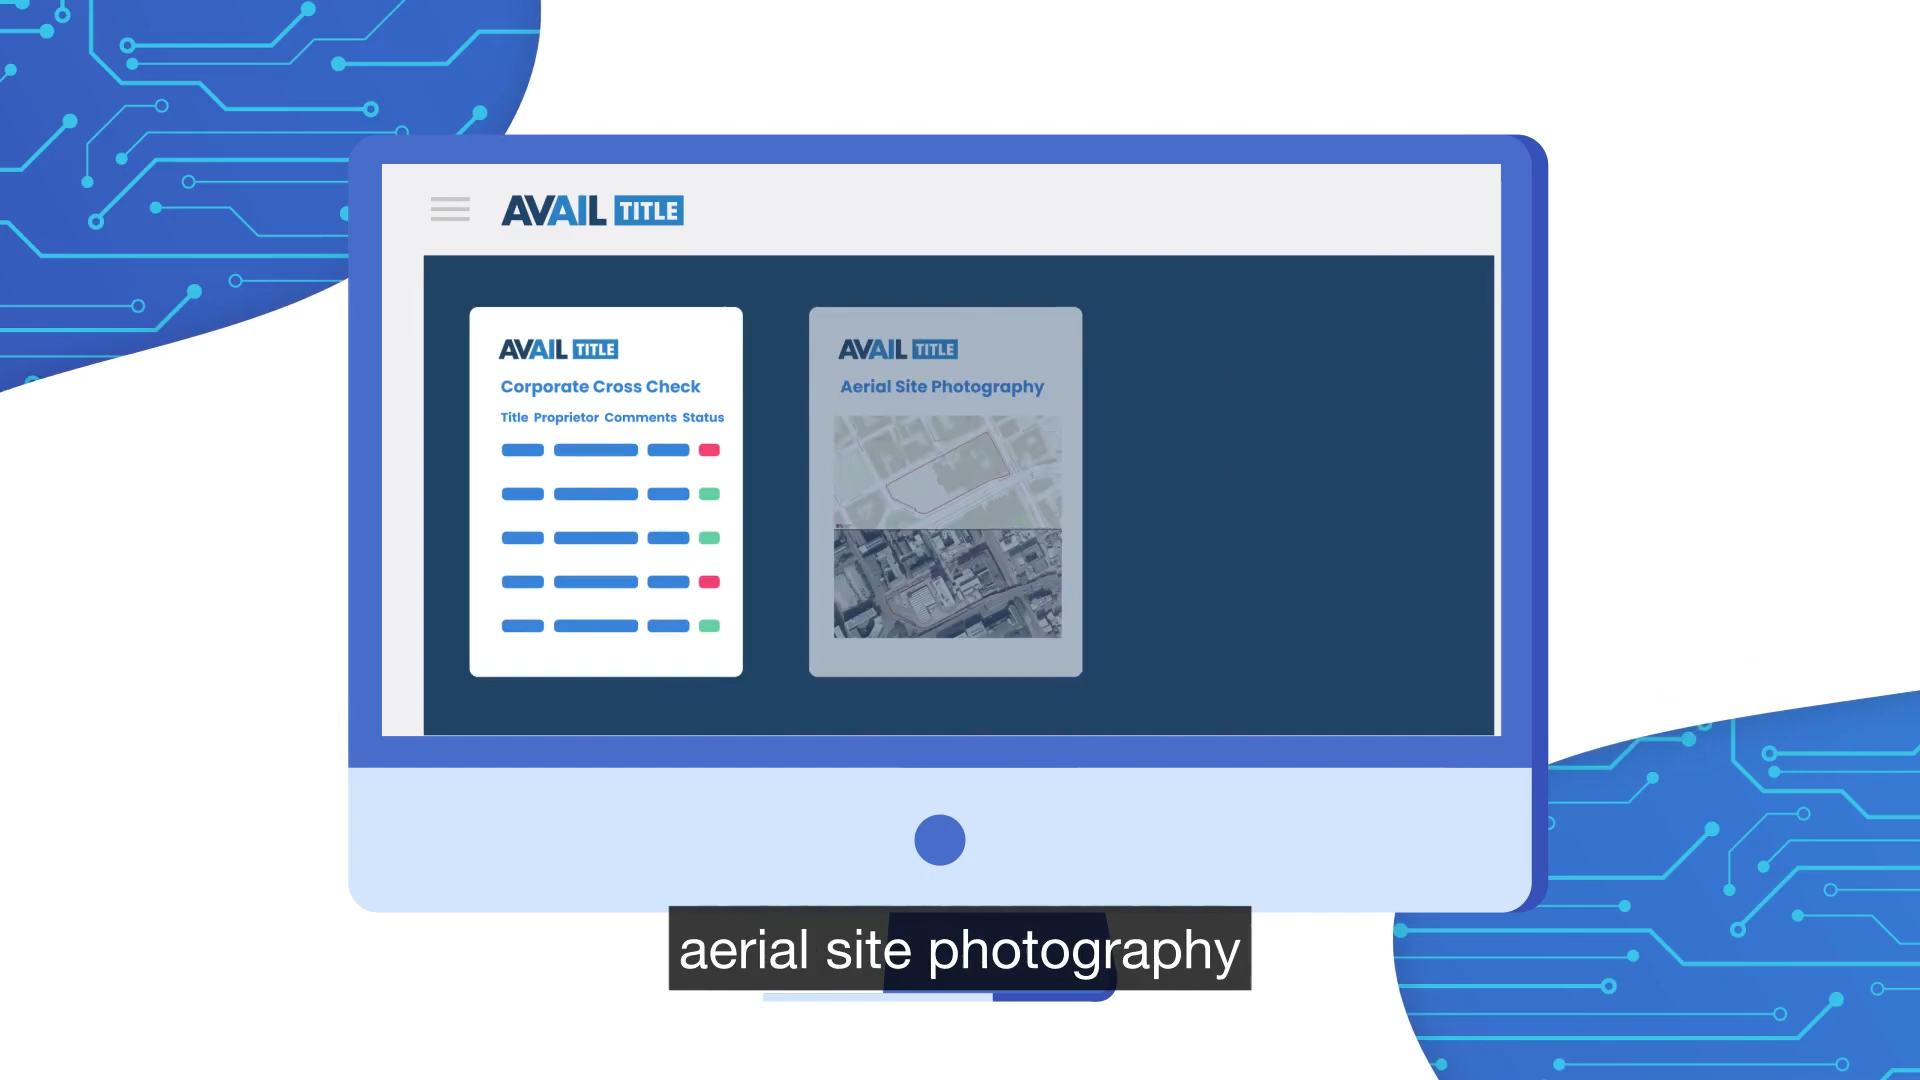 AVAIL TITLE
AVAIL TITLE
Corporate Cross Check
Title Proprietor Comments Status
AVAIL TITLE
Aerial Site Photography
aerial site photography